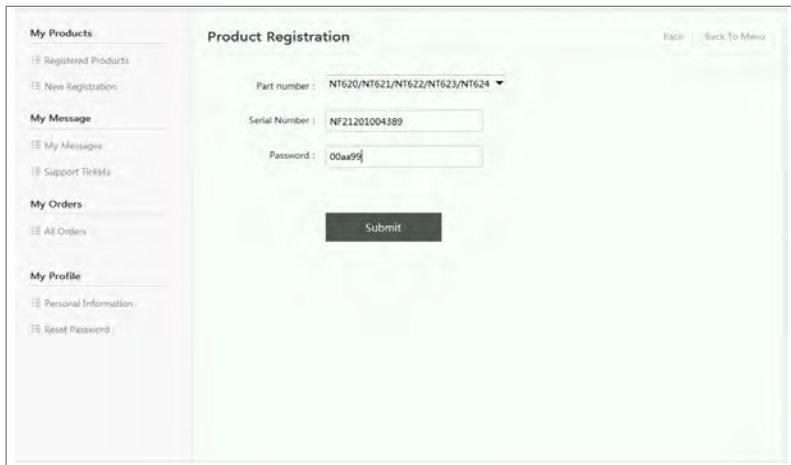 My Products
Registered Products
New Registration
My Message
My Messages
Support Tickets
My Orders
All Orders
My Profile
Personal Information
Reset Password
Product Registration
Back
Back To Menu
Part number :
NT620/NT621/NT622/NT623/NT624
Serial Number :
NF21201004389
Password :
00aa99
Submit